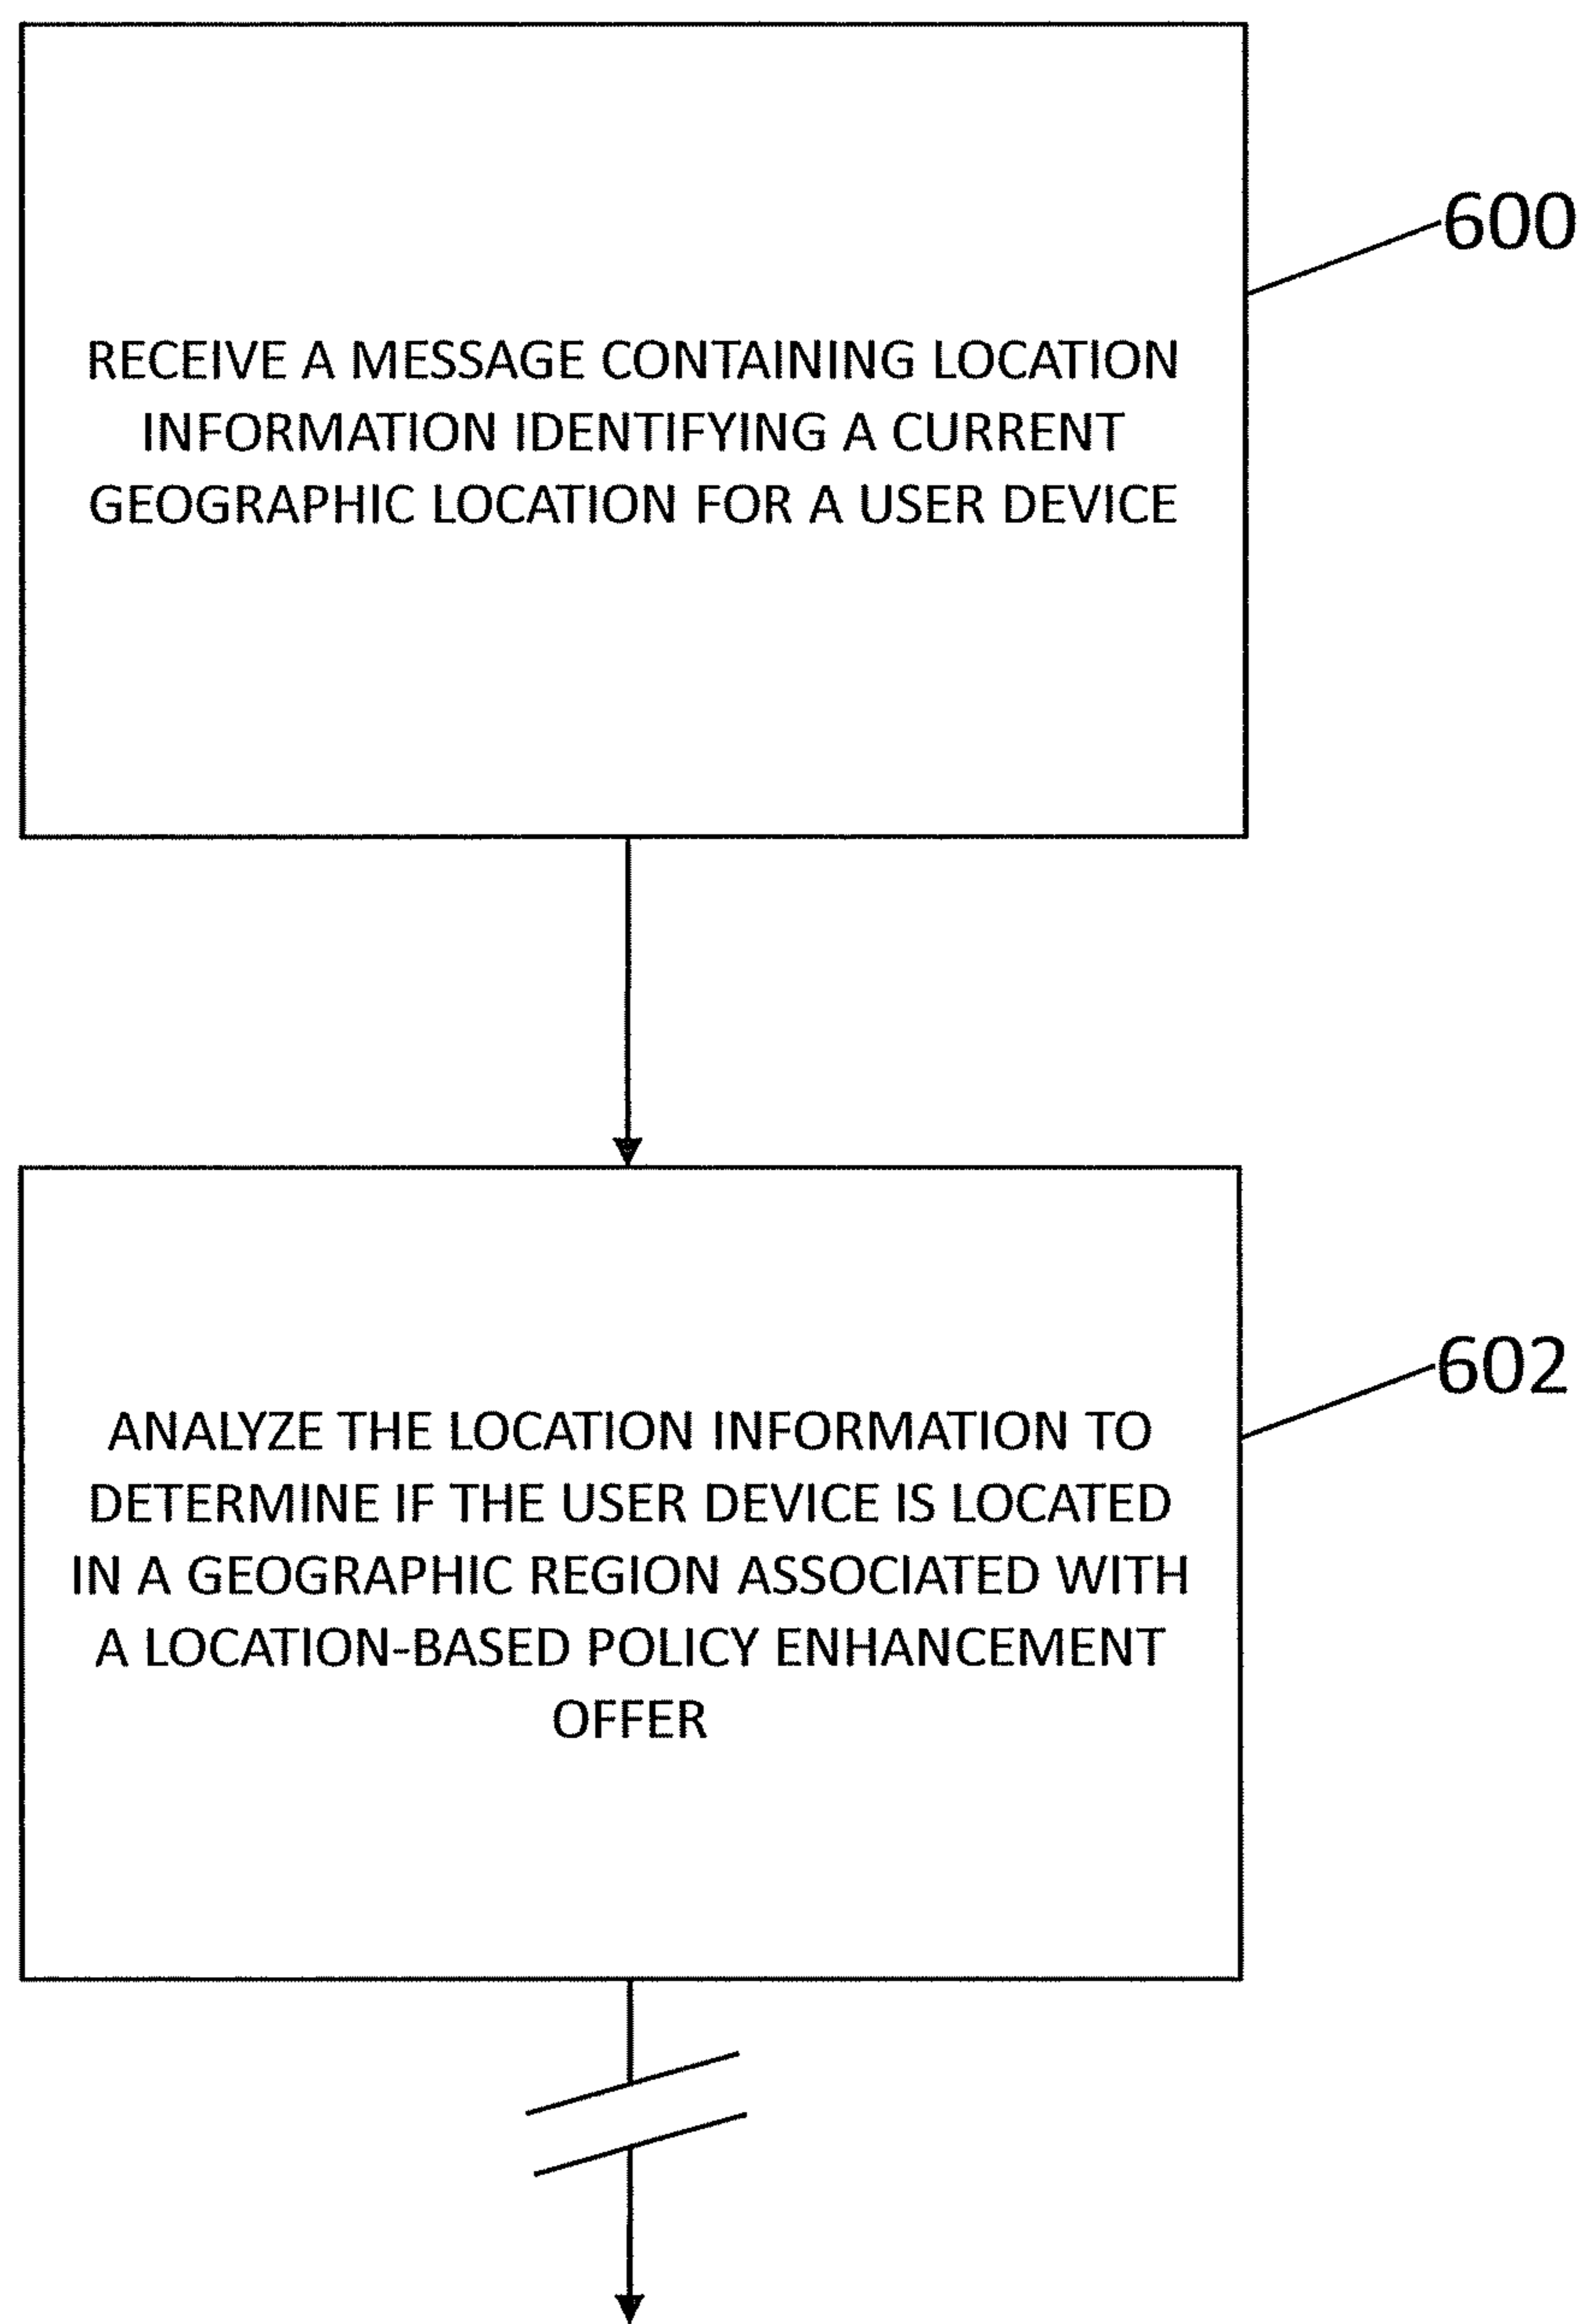 RECEIVE A MESSAGE CONTAINING LOCATION
INFORMATION IDENTIFYING A CURRENT
GEOGRAPHIC LOCATION FOR A USER DEVICE
600
ANALYZE THE LOCATION INFORMATION TO
DETERMINE IF THE USER DEVICE IS LOCATED
IN A GEOGRAPHIC REGION ASSOCIATED WITH
A LOCATION-BASED POLICY ENHANCEMENT
OFFER
602